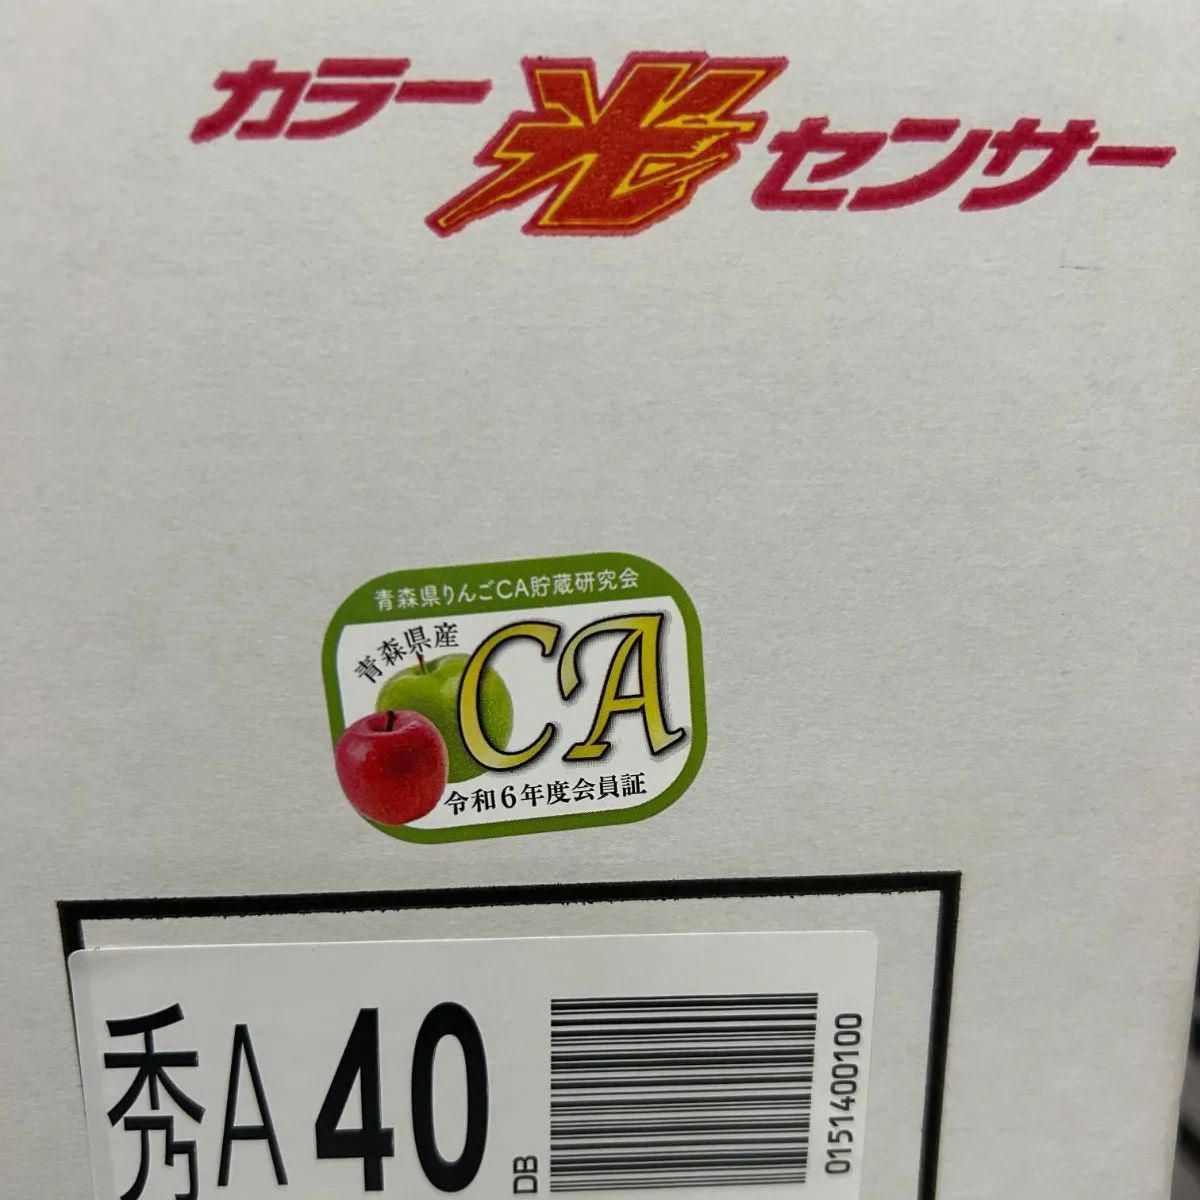 カラー光センサー
青森県りんごCA貯蔵研究会
青森県産
CA
令和6年度会員証
秀A40
DB
0151400100